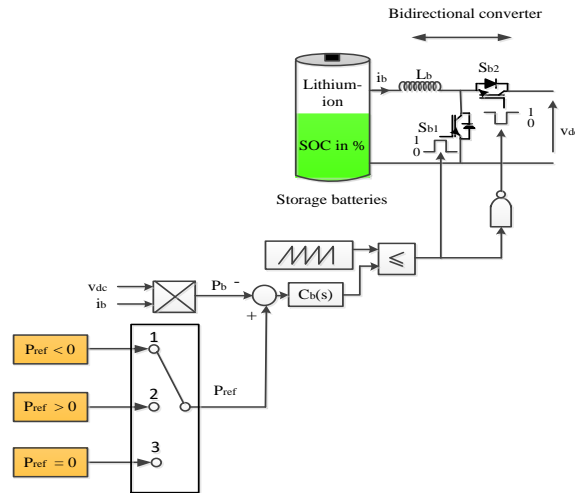 Bidirectional converter
Lithium-
ion
SOC in %
Storage batteries
ib
Lb
Sb2
Sb1
1
0
1
0
vdc
≤
vdc
ib
Pb
-
+
Cb(s)
Pref < 0
Pref > 0
Pref = 0
1
2
3
Pref